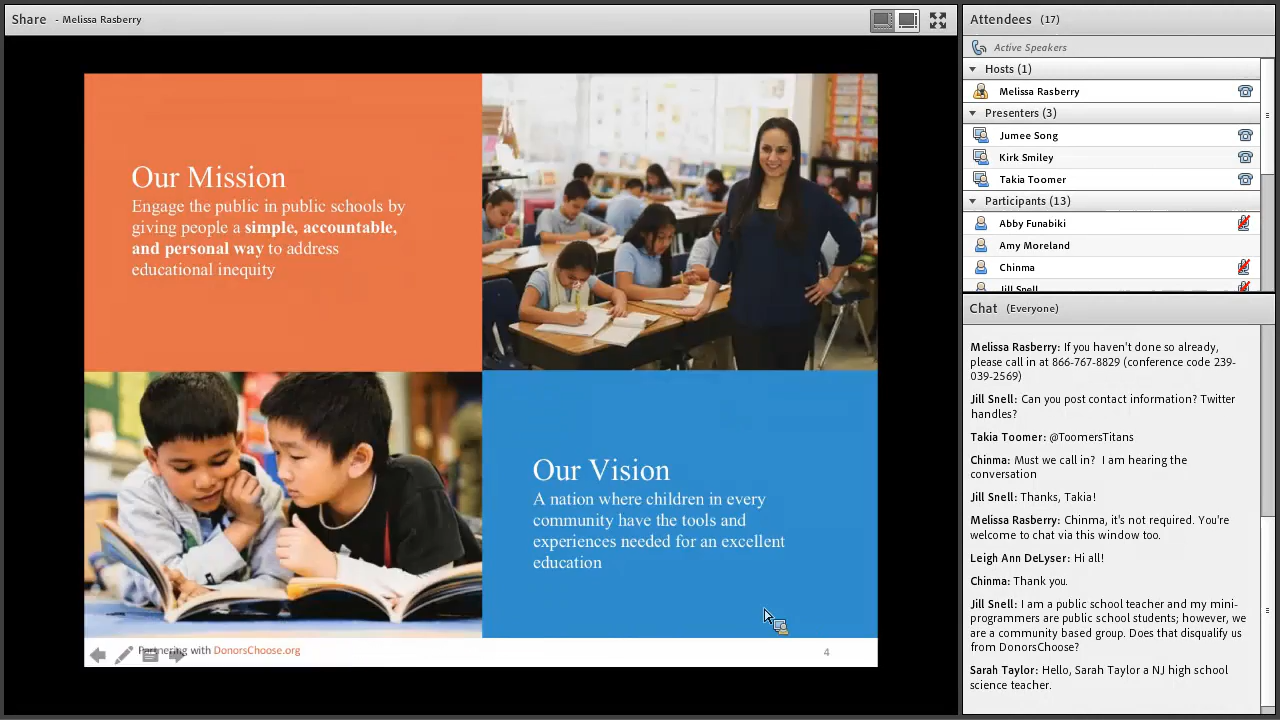 Share - Melissa Rasberry
Our Mission
Engage the public in public schools by
giving people a simple, accountable,
and personal way to address
educational inequity
Our Vision
A nation where children in every
community have the tools and
experiences needed for an excellent
education
Partnering with DonorsChoose.org
4
Attendees (17)
Active Speakers
Hosts (1)
Melissa Rasberry
Presenters (3)
Jumee Song
Kirk Smiley
Takia Toomer
Participants (13)
Abby Funabiki
Amy Moreland
Chinma
Jill Snell
Chat (Everyone)
Melissa Rasberry: If you haven't done so already,
please call in at 866-767-8829 (conference code 239-
039-2569)
Jill Snell: Can you post contact information? Twitter
handles?
Takia Toomer: @ToomersTitans
Chinma: Must we call in? I am hearing the
conversation
Jill Snell: Thanks, Takia!
Melissa Rasberry: Chinma, it's not required. You're
welcome to chat via this window too.
Leigh Ann DeLyser: Hi all!
Chinma: Thank you.
Jill Snell: I am a public school teacher and my mini-
programmers are public school students; however, we
are a community based group. Does that disqualify us
from DonorsChoose?
Sarah Taylor: Hello, Sarah Taylor a NJ high school
science teacher.